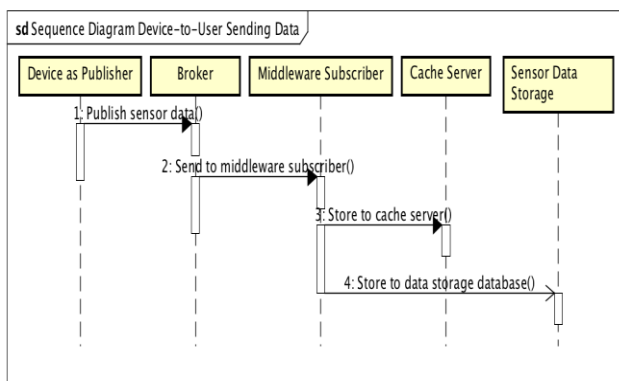 sd Sequence Diagram Device-to-User Sending Data
Device as Publisher
Broker
Middleware Subscriber
Cache Server
Sensor Data
Storage
1: Publish sensor data()
2: Send to middleware subscriber()
3: Store to cache server()
4: Store to data storage database()